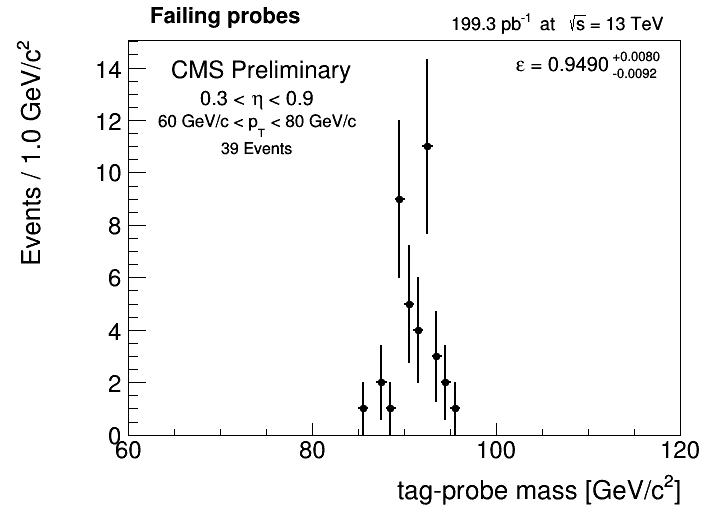 Failing probes
199.3 pb⁻¹ at √s = 13 TeV
CMS Preliminary
0.3 < η < 0.9
60 GeV/c < p_T < 80 GeV/c
39 Events
ε = 0.9490 +0.0080 -0.0092
Events / 1.0 GeV/c²
14
12
10
8
6
4
2
0
60 80 100 120
tag-probe mass [GeV/c²]